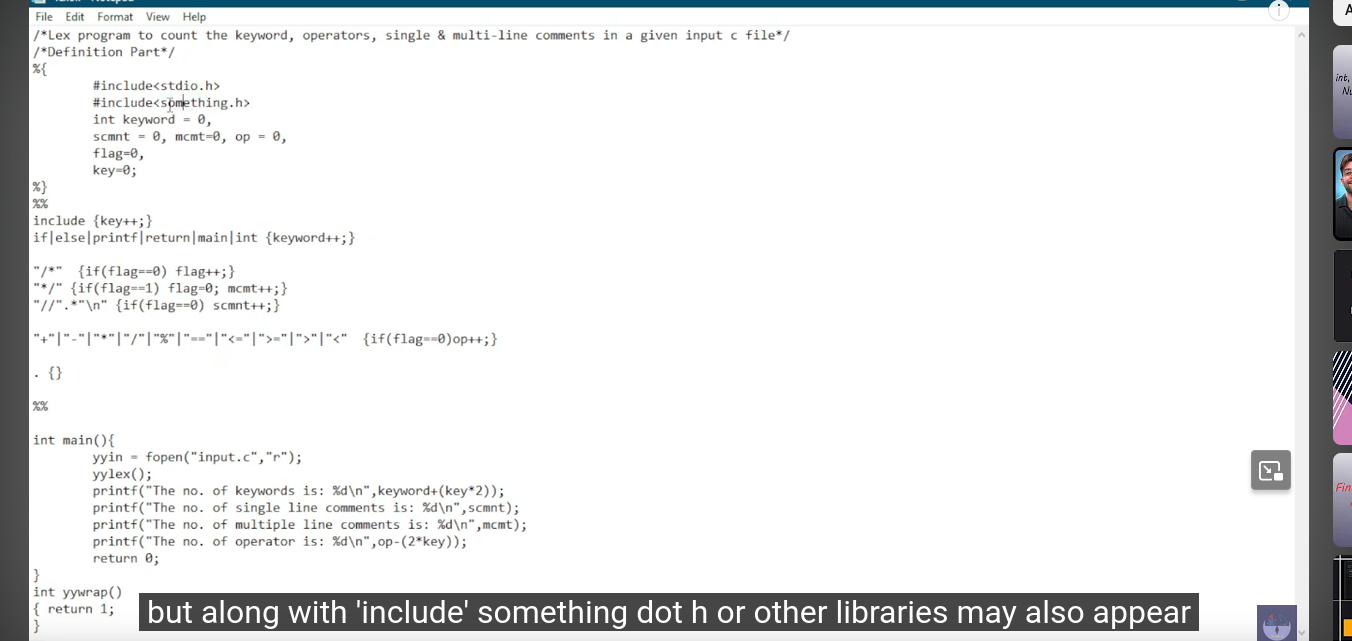 File Edit Format View Help
/*Lex program to count the keyword, operators, single & multi-line comments in a given input c file*/
/*Definition Part*/
%{
#include<stdio.h>
#include<something.h>
int keyword = 0,
scmnt = 0, mcmt=0, op = 0,
flag=0,
key=0;
%}
%%
include {key++;}
if|else|printf|return|main|int {keyword++;}
"/*" {if(flag==0) flag++;}
"*/" {if(flag==1) flag=0; mcmt++;}
"//".*"\n" {if(flag==0) scmnt++;}
"+"|"-"|"*"|"/"|"%"|"=="|"<="|">="|">"|"<" {if(flag==0)op++;}
. {}
%%
int main(){
yyin = fopen("input.c","r");
yylex();
printf("The no. of keywords is: %d\n",keyword+(key*2));
printf("The no. of single line comments is: %d\n",scmnt);
printf("The no. of multiple line comments is: %d\n",mcmt);
printf("The no. of operator is: %d\n",op-(2*key));
return 0;
}
int yywrap()
{ return 1;
}
but along with 'include' something dot h or other libraries may also appear
int,